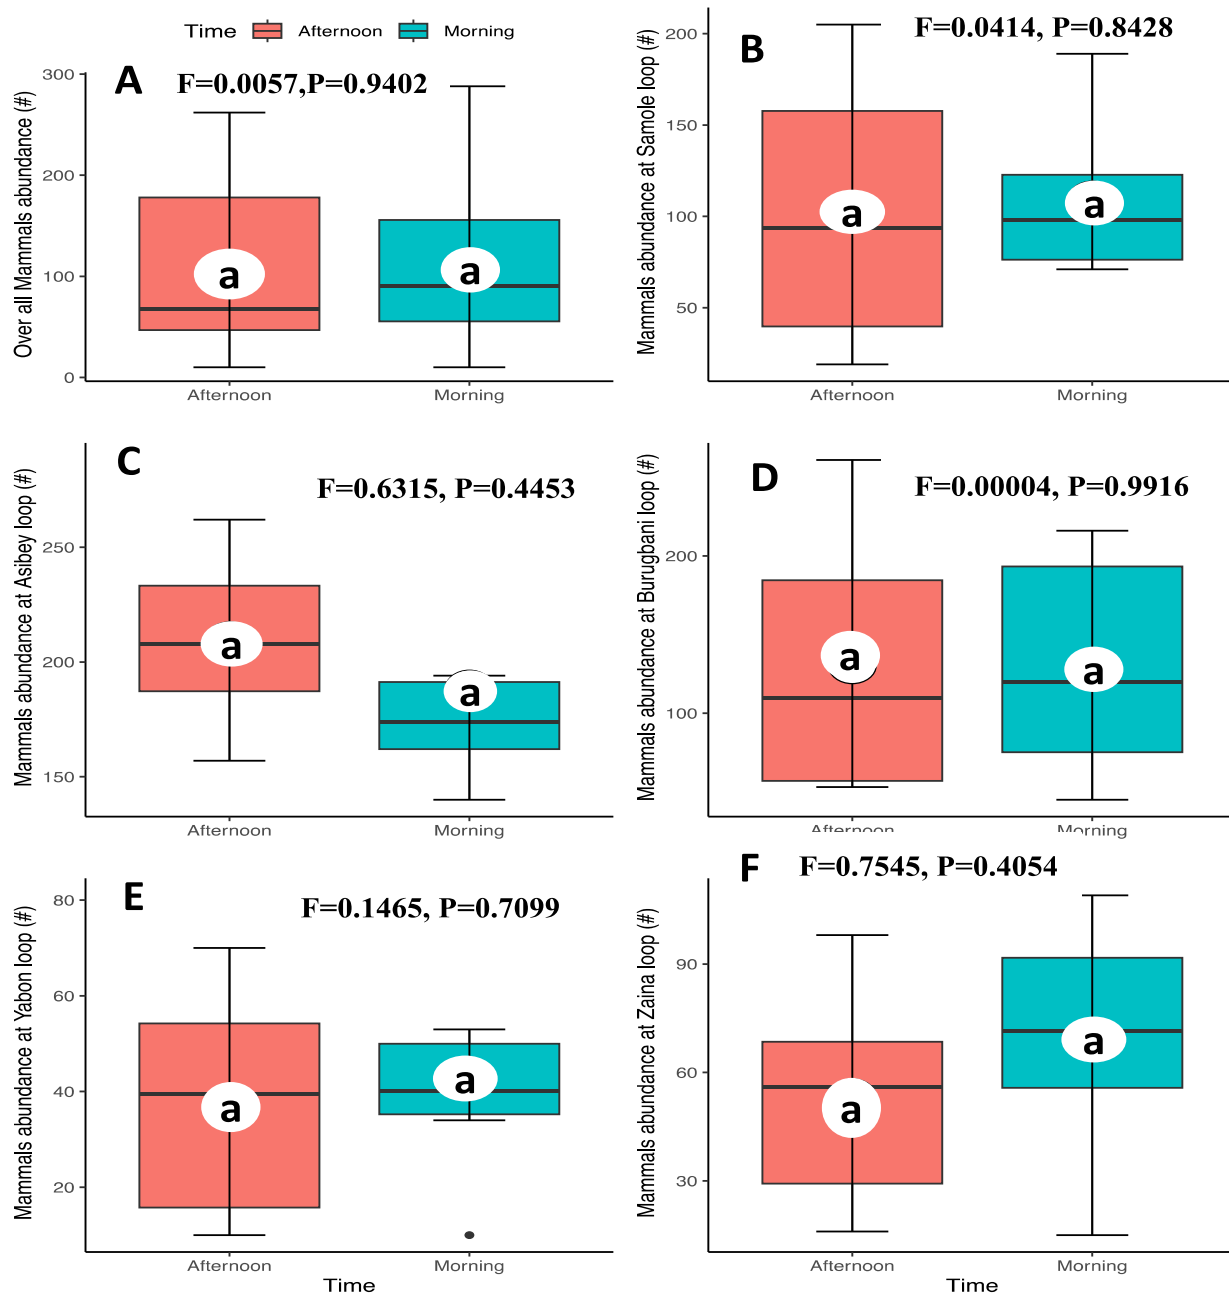 Time Afternoon Morning
A
F=0.0057,P=0.9402
Over all Mammals abundance (#)
300
200
100
0
a
a
Afternoon
Morning
B
F=0.0414, P=0.8428
Mammals abundance at Samole loop (#)
200
150
100
50
a
a
Afternoon
Morning
C
F=0.6315, P=0.4453
Mammals abundance at Asibey loop (#)
250
200
150
a
a
Afternoon
Morning
D
F=0.00004, P=0.9916
Mammals abundance at Burugbani loop (#)
200
100
a
a
Afternoon
Morning
E
F=0.1465, P=0.7099
Mammals abundance at Yabon loop (#)
80
60
40
20
a
a
Afternoon
Morning
Time
F
F=0.7545, P=0.4054
Mammals abundance at Zaina loop (#)
90
60
30
a
a
Afternoon
Morning
Time